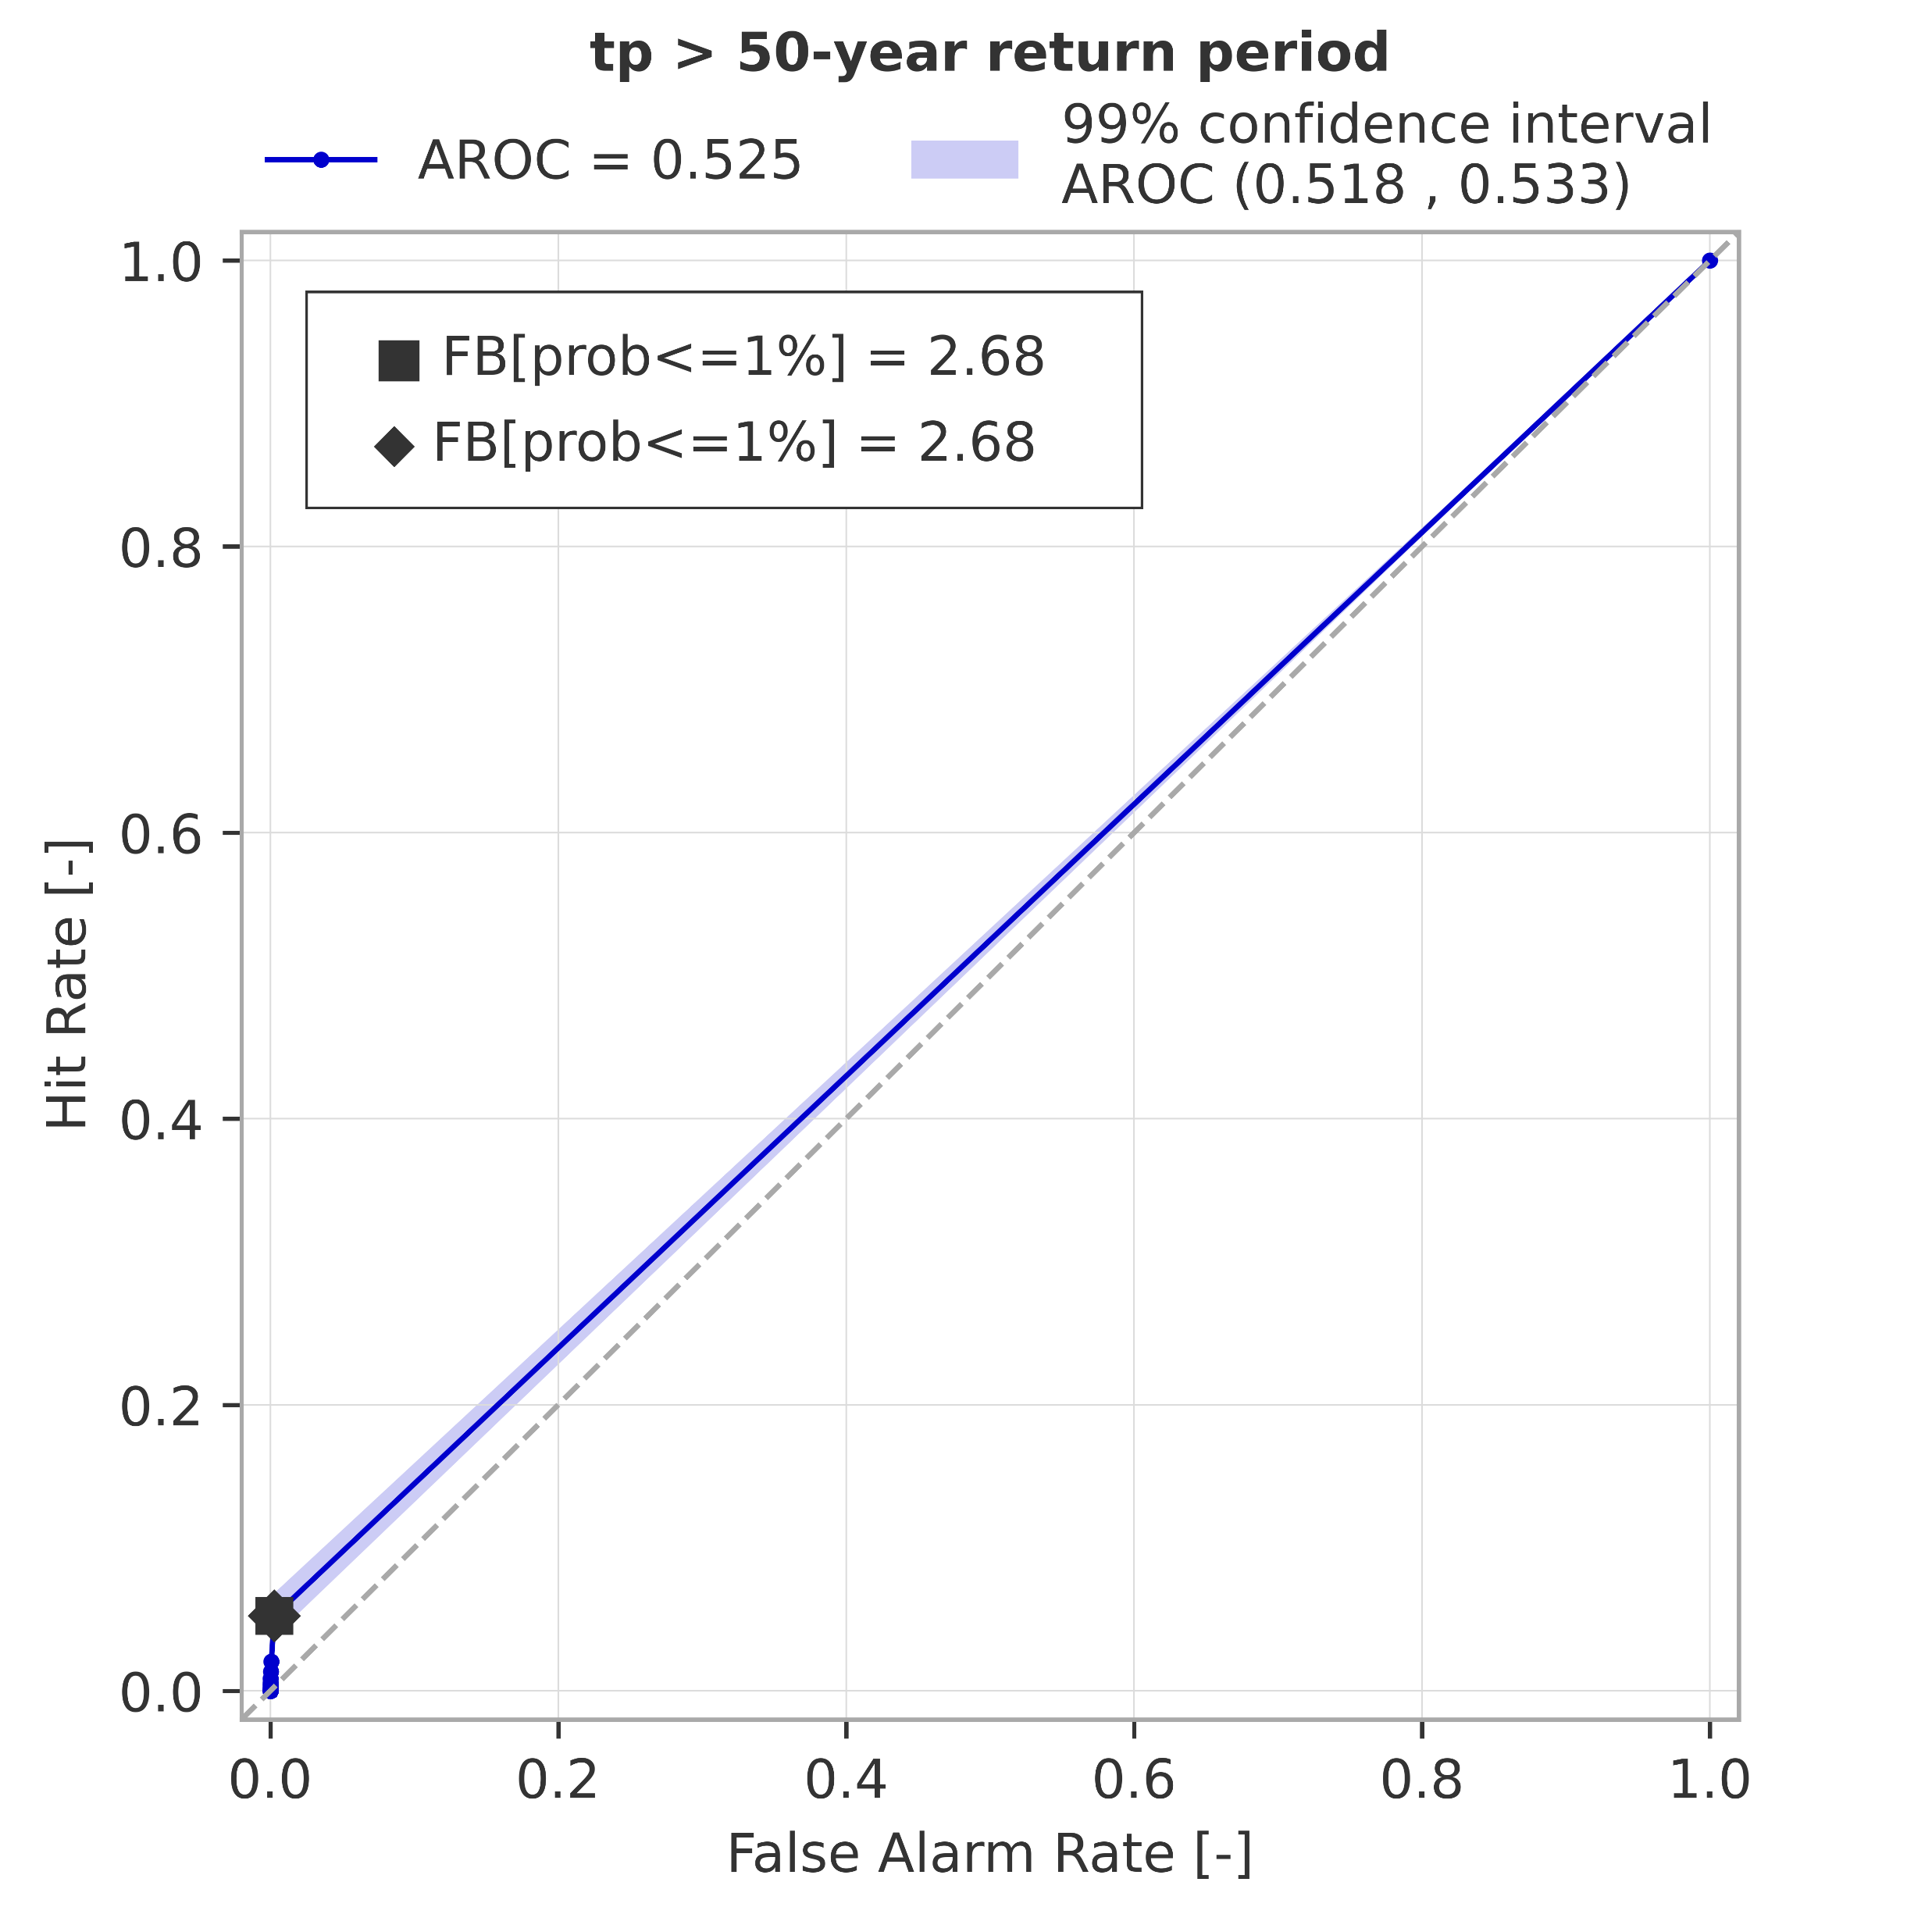 tp > 50-year return period
AROC = 0.525
99% confidence interval
AROC (0.518 , 0.533)
1.0
FB[prob<=1%] = 2.68
FB[prob<=1%] = 2.68
0.8
0.6
Hit Rate [-]
0.4
0.2
0.0
0.0 0.2 0.4 0.6 0.8 1.0
False Alarm Rate [-]